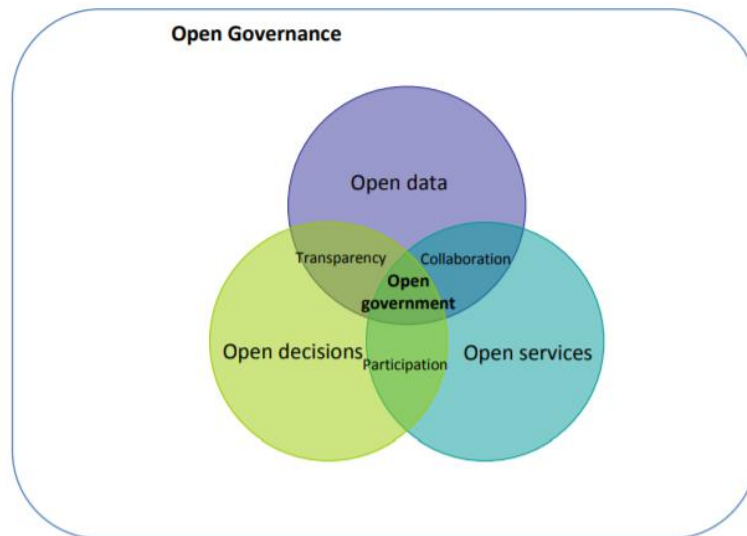 Open Governance
Open data
Transparency
Collaboration
Open
government
Open decisions
Participation
Open services